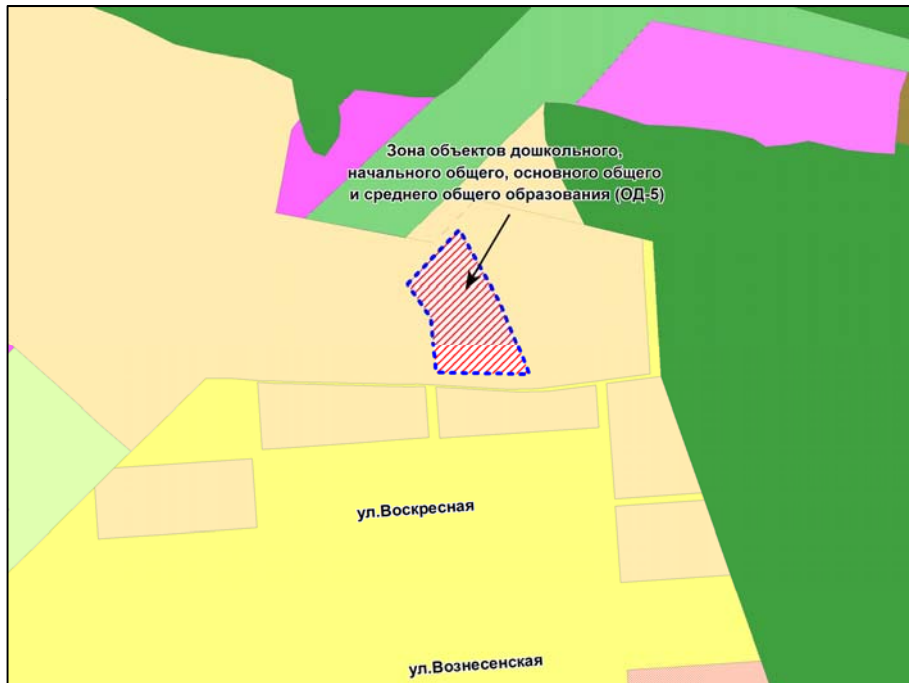 Зона объектов дошкольного,
начального общего, основного общего
и среднего общего образования (ОД-5)
ул.Воскресная
ул.Вознесенская